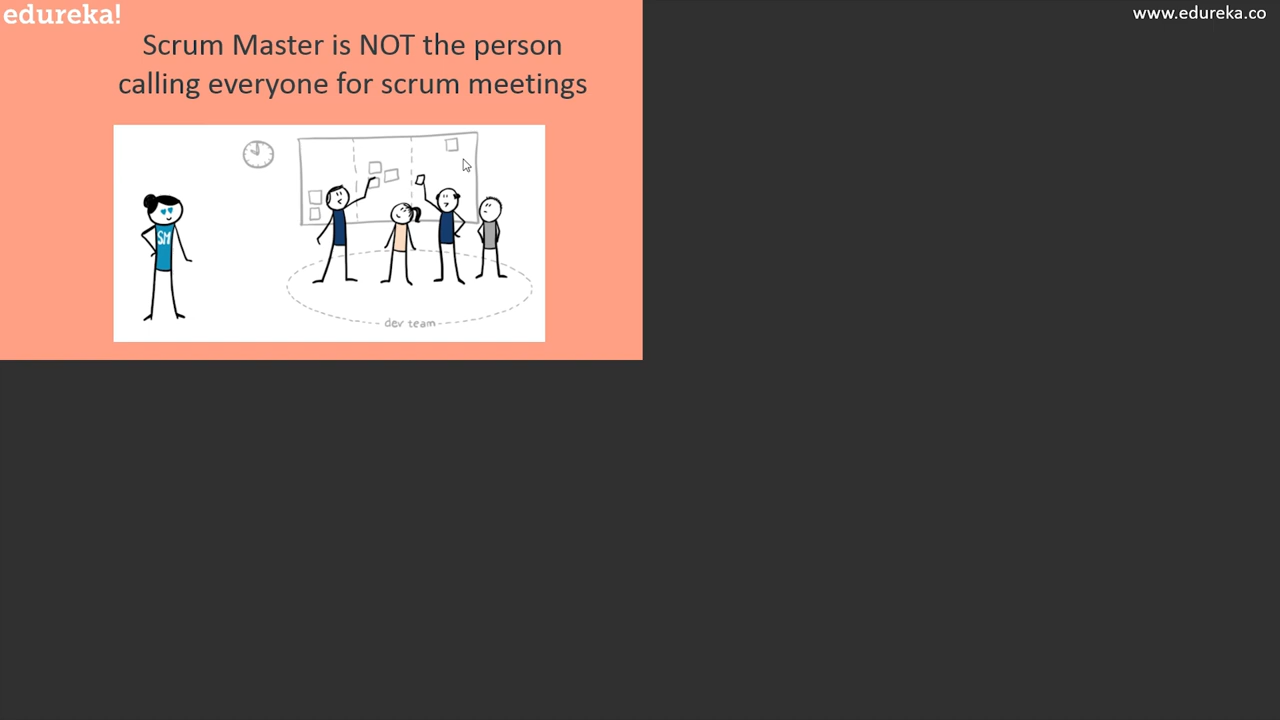 edureka!
www.edureka.co
Scrum Master is NOT the person
calling everyone for scrum meetings
SM
dev team